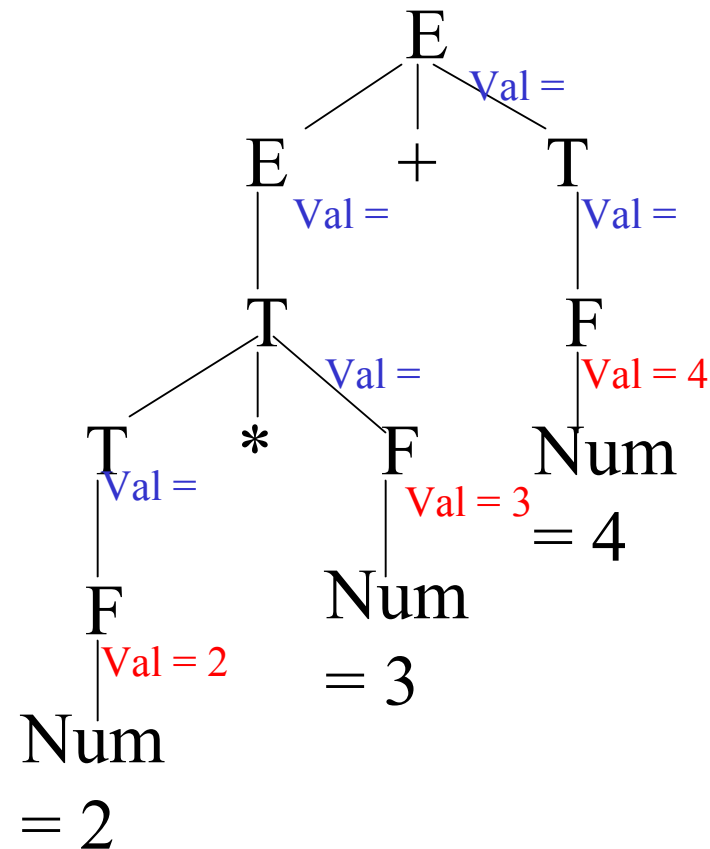 E
Val =
E + T
Val = Val =
T F
Val = Val = 4
T * F Num
Val = Val = 3 = 4
F Num
Val = 2 = 3
Num
= 2